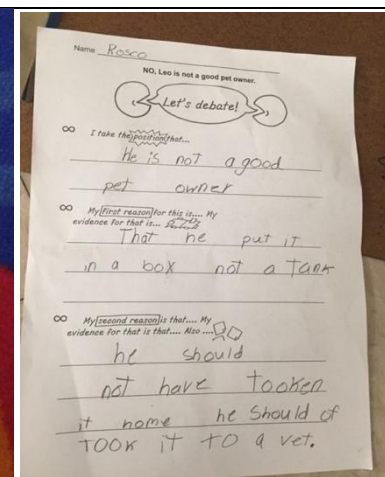 Name Rosco
NO, Leo is not a good pet owner.
Let's debate!
I take the position that...
He is not a good
pet owner
My first reason for this is.... My
evidence for that is...
That he put it
in a box not a Tank
My second reason is that.... My
evidence for that is that.... Also ....
he should
not have tooken
it home he should of
TOOK iT TO a vet.